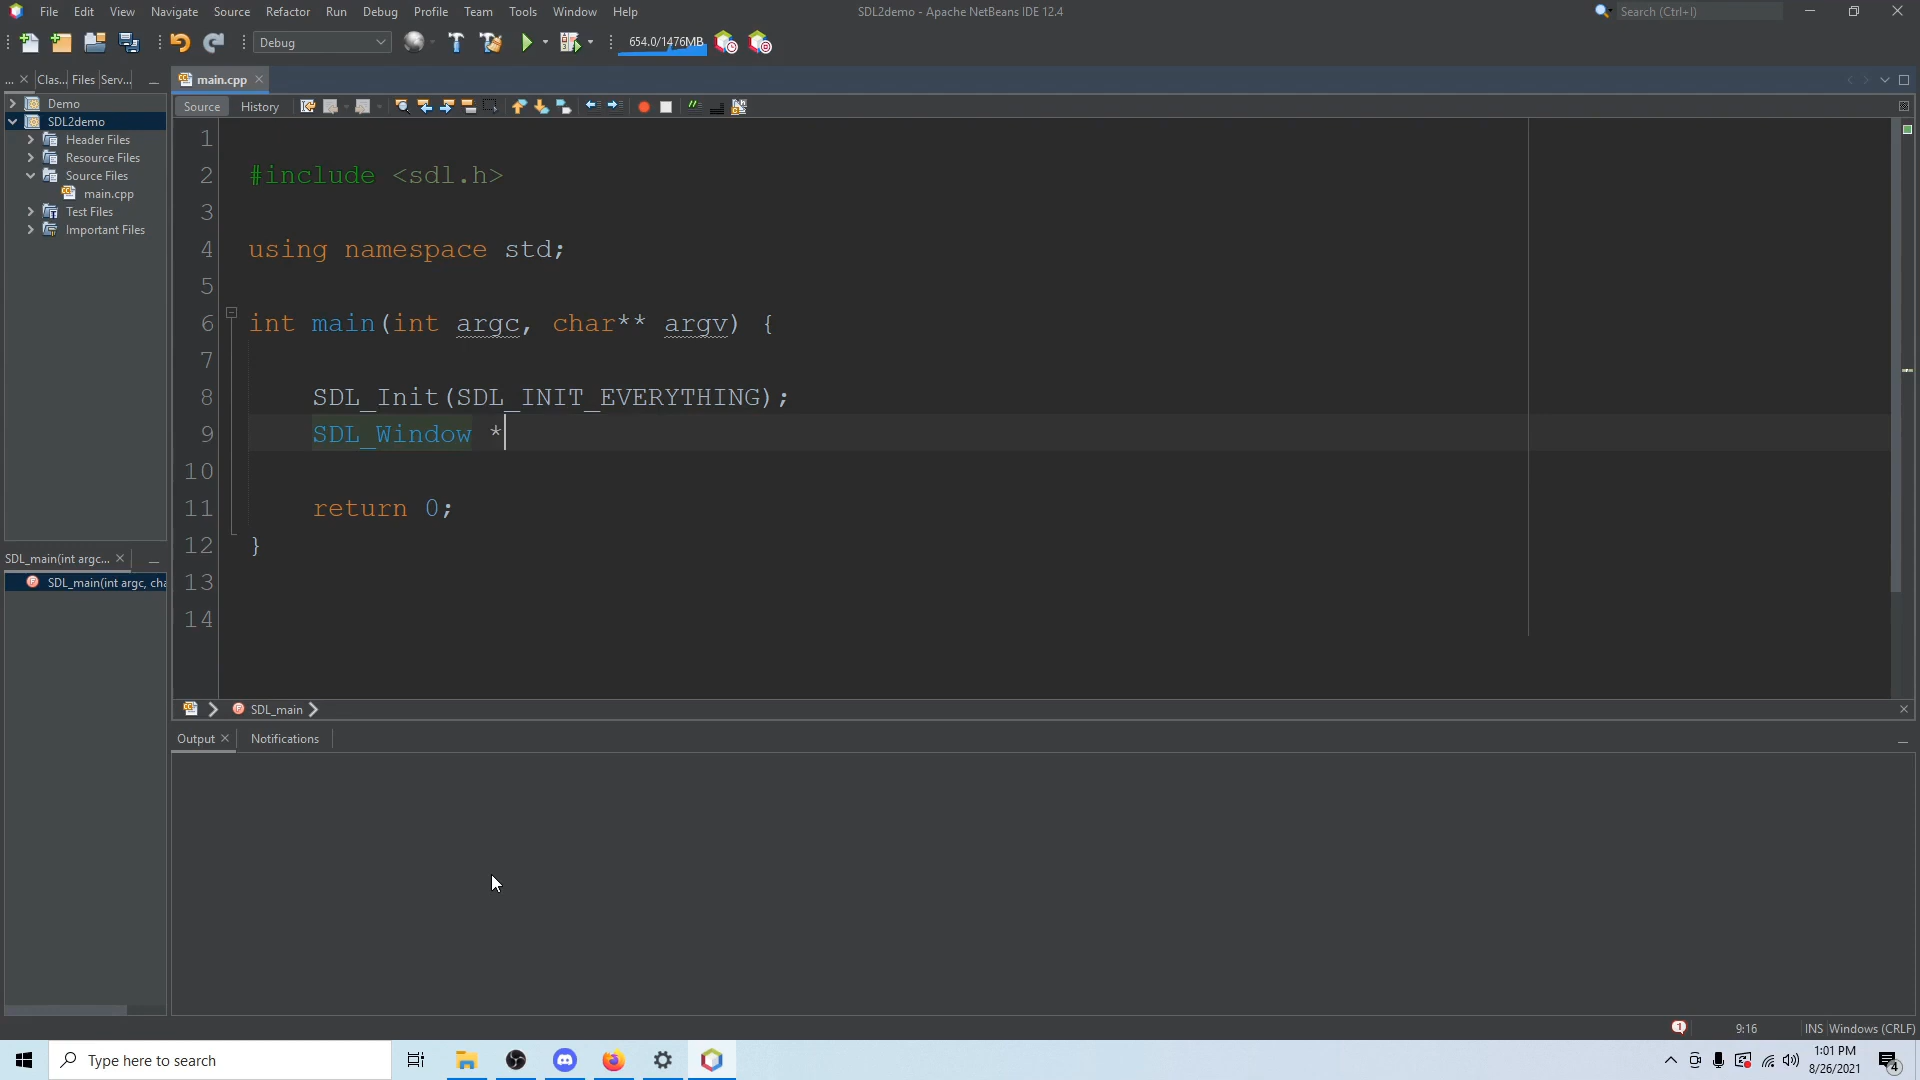 File Edit View Navigate Source Refactor Run Debug Profile Team Tools Window Help
SDL2demo - Apache NetBeans IDE 12.4
Search (Ctrl+I)
Debug
654.0/1476MB
... Clas... Files Serv...
main.cpp
Demo
SDL2demo
Header Files
Resource Files
Source Files
main.cpp
Test Files
Important Files
Source History
1
2 #include <sdl.h>
3
4 using namespace std;
5
6 int main(int argc, char** argv) {
7
8 SDL_Init(SDL_INIT_EVERYTHING);
9 SDL_Window *
10
11 return 0;
12 }
13
14
SDL_main(int argc...
SDL_main(int argc, cha
SDL_main
Output Notifications
1 9:16 INS Windows (CRLF)
Type here to search
1:01 PM
8/26/2021
4